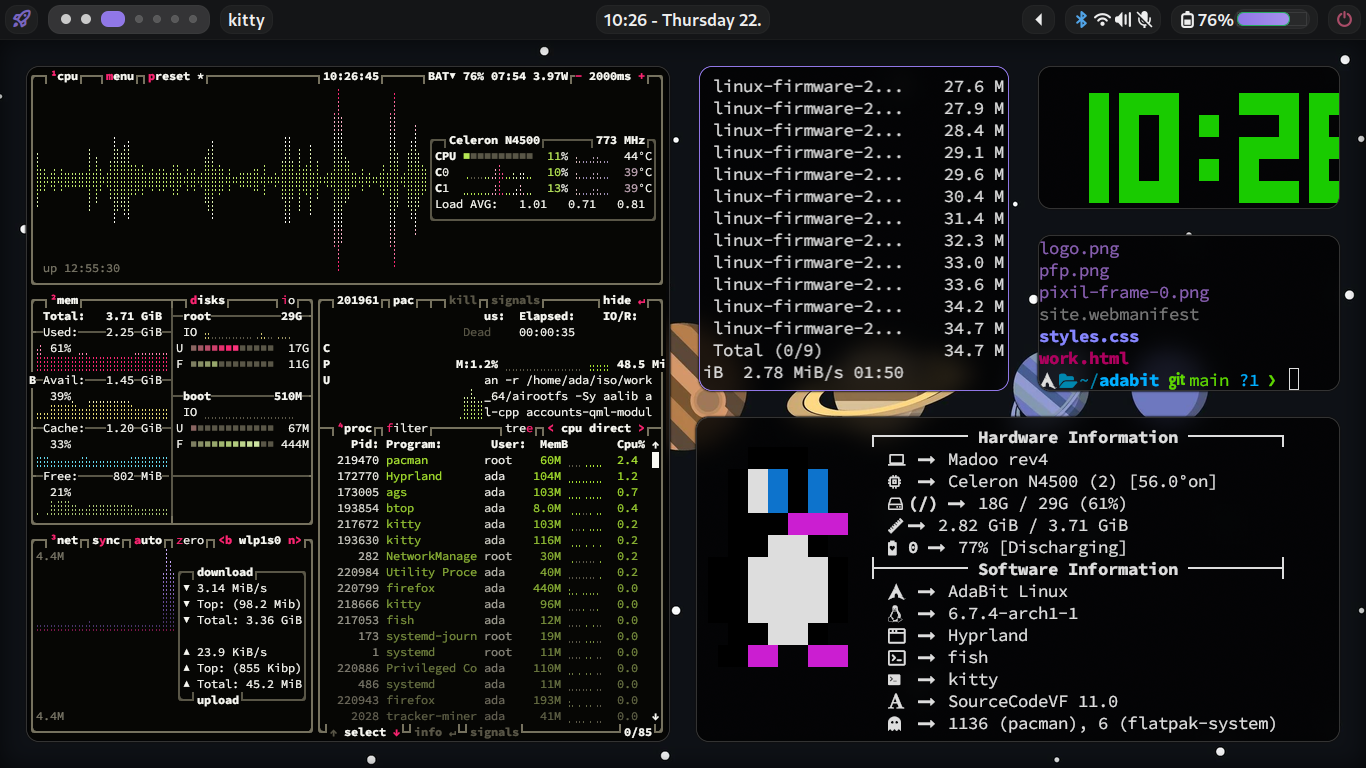 kitty
10:26 - Thursday 22.
76%
¹cpu menu preset * 10:26:45 BAT▼ 76% 07:54 3.97W - 2000ms +
Celeron N4500 773 MHz
CPU 11% 44°C
C0 10% 39°C
C1 13% 39°C
Load AVG: 1.01 0.71 0.81
up 12:55:30
²mem
Total: 3.71 GiB
Used: 2.25 GiB
61%
B Avail: 1.45 GiB
39%
Cache: 1.20 GiB
33%
Free: 802 MiB
21%
disks io
root 29G
IO
U 17G
F 11G
boot 510M
IO
U 67M
F 444M
³net sync auto zero <b wlp1s0 n>
4.4M
download
▼ 3.14 MiB/s
▼ Top: (98.2 Mib)
▼ Total: 3.36 GiB
▲ 23.9 KiB/s
▲ Top: (855 Kibp)
▲ Total: 45.2 MiB
upload
4.4M
201961 pac kill signals hide ↵
us: Elapsed: IO/R:
Dead 00:00:35
C
P M:1.2% 48.5 Mi
U an -r /home/ada/iso/work
_64/airootfs -Sy aalib a
l-cpp accounts-qml-modul
⁴proc filter tree < cpu direct >
Pid: Program: User: MemB Cpu% ↑
219470 pacman root 60M 2.4
172770 Hyprland ada 104M 1.2
173005 ags ada 103M 0.7
193854 btop ada 8.0M 0.4
217672 kitty ada 103M 0.2
193630 kitty ada 116M 0.2
282 NetworkManage root 30M 0.2
220984 Utility Proce ada 40M 0.2
220799 firefox ada 440M 0.0
218666 kitty ada 96M 0.0
217053 fish ada 12M 0.0
173 systemd-journ root 19M 0.0
1 systemd root 11M 0.0
220886 Privileged Co ada 110M 0.0
486 systemd ada 11M 0.0
220943 firefox ada 193M 0.0
2028 tracker-miner ada 41M 0.0 ↓
↑ select ↓ info ↵ signals 0/85
linux-firmware-2... 27.6 M
linux-firmware-2... 27.9 M
linux-firmware-2... 28.4 M
linux-firmware-2... 29.1 M
linux-firmware-2... 29.6 M
linux-firmware-2... 30.4 M
linux-firmware-2... 31.4 M
linux-firmware-2... 32.3 M
linux-firmware-2... 33.0 M
linux-firmware-2... 33.6 M
linux-firmware-2... 34.2 M
linux-firmware-2... 34.7 M
Total (0/9) 34.7 M
iB 2.78 MiB/s 01:50
10:26
logo.png
pfp.png
pixil-frame-0.png
site.webmanifest
styles.css
work.html
~/adabit git main ?1 ❯
Hardware Information
→ Madoo rev4
→ Celeron N4500 (2) [56.0°on]
(/) → 18G / 29G (61%)
→ 2.82 GiB / 3.71 GiB
0 → 77% [Discharging]
Software Information
→ AdaBit Linux
→ 6.7.4-arch1-1
→ Hyprland
→ fish
→ kitty
→ SourceCodeVF 11.0
→ 1136 (pacman), 6 (flatpak-system)